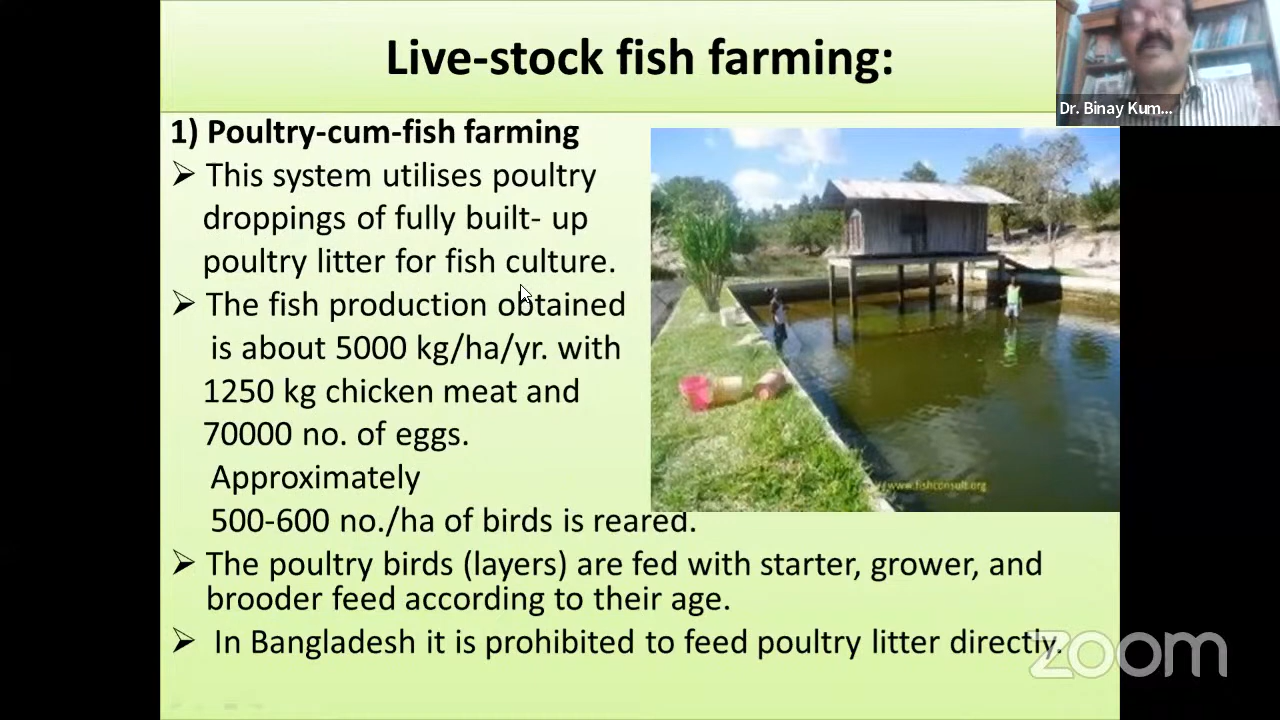 Live-stock fish farming:
Dr. Binay Kum...
1) Poultry-cum-fish farming
➢ This system utilises poultry
droppings of fully built- up
poultry litter for fish culture.
➢ The fish production obtained
is about 5000 kg/ha/yr. with
1250 kg chicken meat and
70000 no. of eggs.
Approximately
500-600 no./ha of birds is reared.
➢ The poultry birds (layers) are fed with starter, grower, and
brooder feed according to their age.
➢ In Bangladesh it is prohibited to feed poultry litter directly.
www.fishconsult.org
zoom